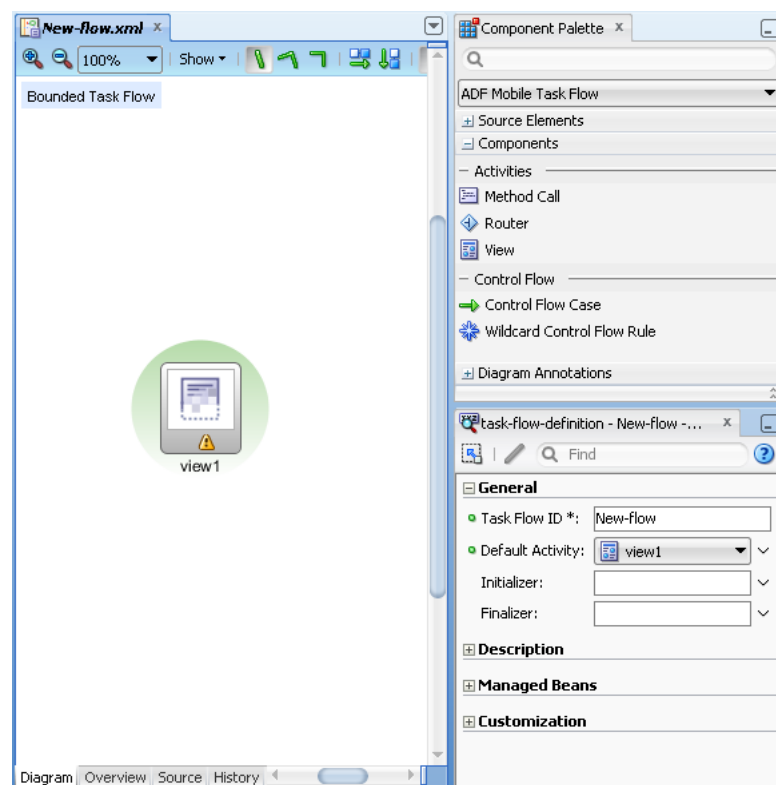 New-flow.xml
100%
Show
Bounded Task Flow
view1
Diagram Overview Source History
Component Palette
ADF Mobile Task Flow
Source Elements
Components
Activities
Method Call
Router
View
Control Flow
Control Flow Case
Wildcard Control Flow Rule
Diagram Annotations
task-flow-definition - New-flow -...
Find
General
Task Flow ID *: New-flow
Default Activity: view1
Initializer:
Finalizer:
Description
Managed Beans
Customization